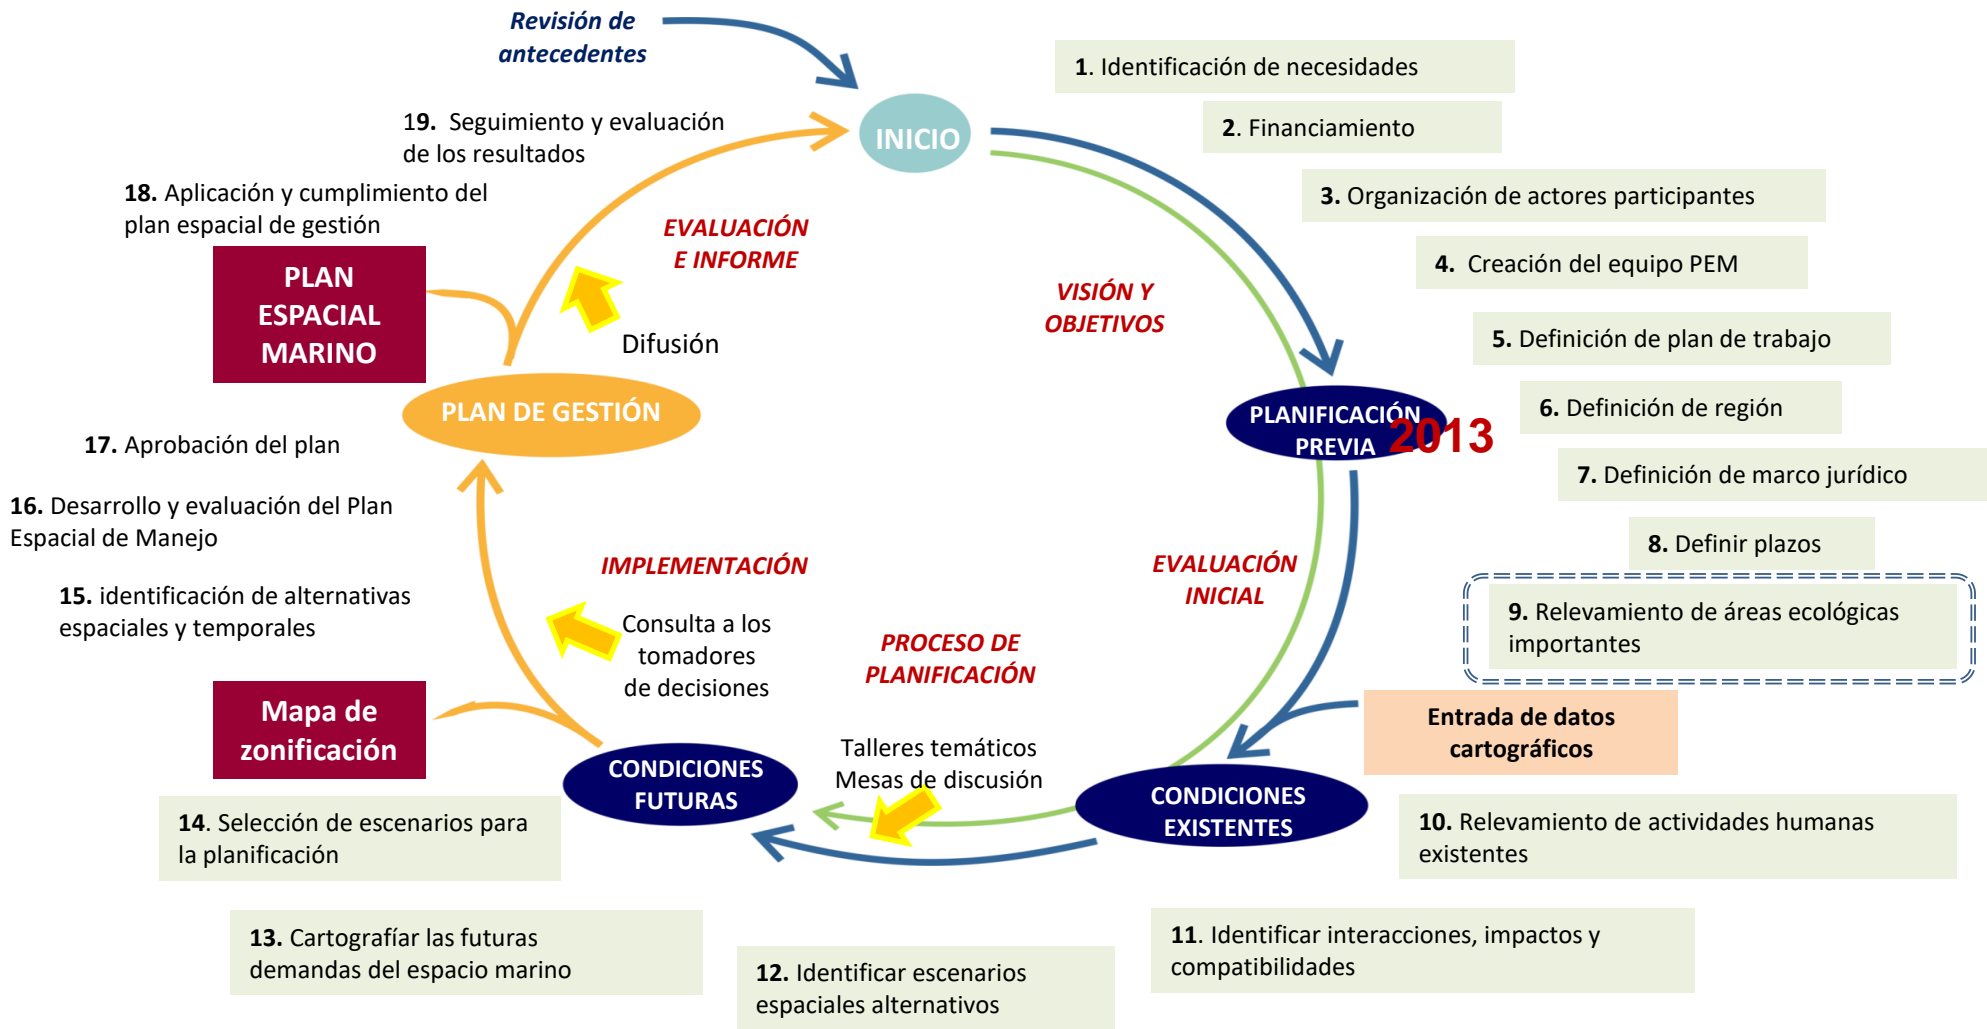 Revisión de
antecedentes
INICIO
1. Identificación de necesidades
2. Financiamiento
3. Organización de actores participantes
4. Creación del equipo PEM
5. Definición de plan de trabajo
6. Definición de región
7. Definición de marco jurídico
8. Definir plazos
9. Relevamiento de áreas ecológicas
importantes
Entrada de datos
cartográficos
10. Relevamiento de actividades humanas
existentes
11. Identificar interacciones, impactos y
compatibilidades
12. Identificar escenarios
espaciales alternativos
13. Cartografíar las futuras
demandas del espacio marino
14. Selección de escenarios para
la planificación
Mapa de
zonificación
15. identificación de alternativas
espaciales y temporales
16. Desarrollo y evaluación del Plan
Espacial de Manejo
17. Aprobación del plan
PLAN
ESPACIAL
MARINO
18. Aplicación y cumplimiento del
plan espacial de gestión
19. Seguimiento y evaluación
de los resultados
EVALUACIÓN
E INFORME
Difusión
PLAN DE GESTIÓN
VISIÓN Y
OBJETIVOS
PLANIFICACIÓN
PREVIA
2013
EVALUACIÓN
INICIAL
IMPLEMENTACIÓN
Consulta a los
tomadores
de decisiones
PROCESO DE
PLANIFICACIÓN
Talleres temáticos
Mesas de discusión
CONDICIONES
FUTURAS
CONDICIONES
EXISTENTES